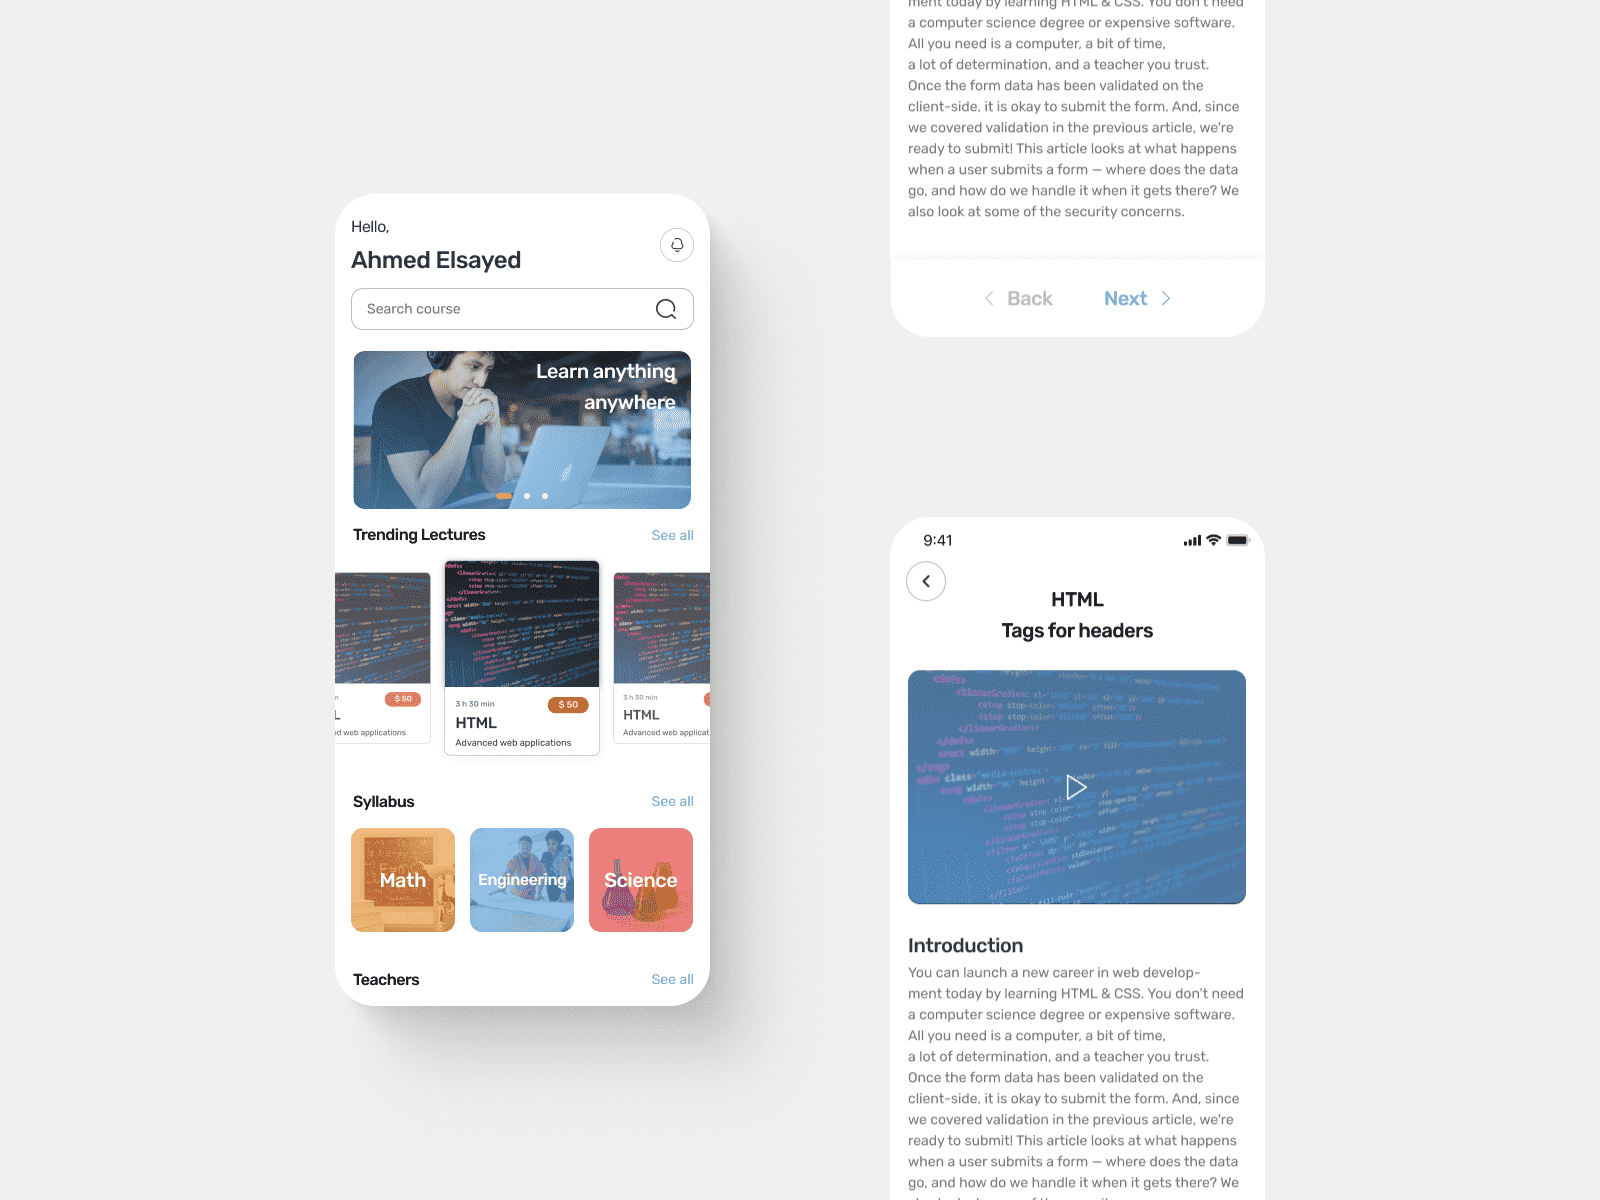 Hello,
Ahmed Elsayed
Search course
Learn anything
anywhere
Trending Lectures
See all
$ 50
applications
3 h 30 min
$ 50
HTML
Advanced web applications
3 h 30 min
HTML
Advanced web applicat
Syllabus
See all
Math
Engineering
Science
Teachers
See all
ment today by learning HTML & CSS. You don't need
a computer science degree or expensive software.
All you need is a computer, a bit of time,
a lot of determination, and a teacher you trust.
Once the form data has been validated on the
client-side, it is okay to submit the form. And, since
we covered validation in the previous article, we're
ready to submit! This article looks at what happens
when a user submits a form — where does the data
go, and how do we handle it when it gets there? We
also look at some of the security concerns.
Back
Next
9:41
HTML
Tags for headers
Introduction
You can launch a new career in web develop-
ment today by learning HTML & CSS. You don't need
a computer science degree or expensive software.
All you need is a computer, a bit of time,
a lot of determination, and a teacher you trust.
Once the form data has been validated on the
client-side, it is okay to submit the form. And, since
we covered validation in the previous article, we're
ready to submit! This article looks at what happens
when a user submits a form — where does the data
go, and how do we handle it when it gets there? We